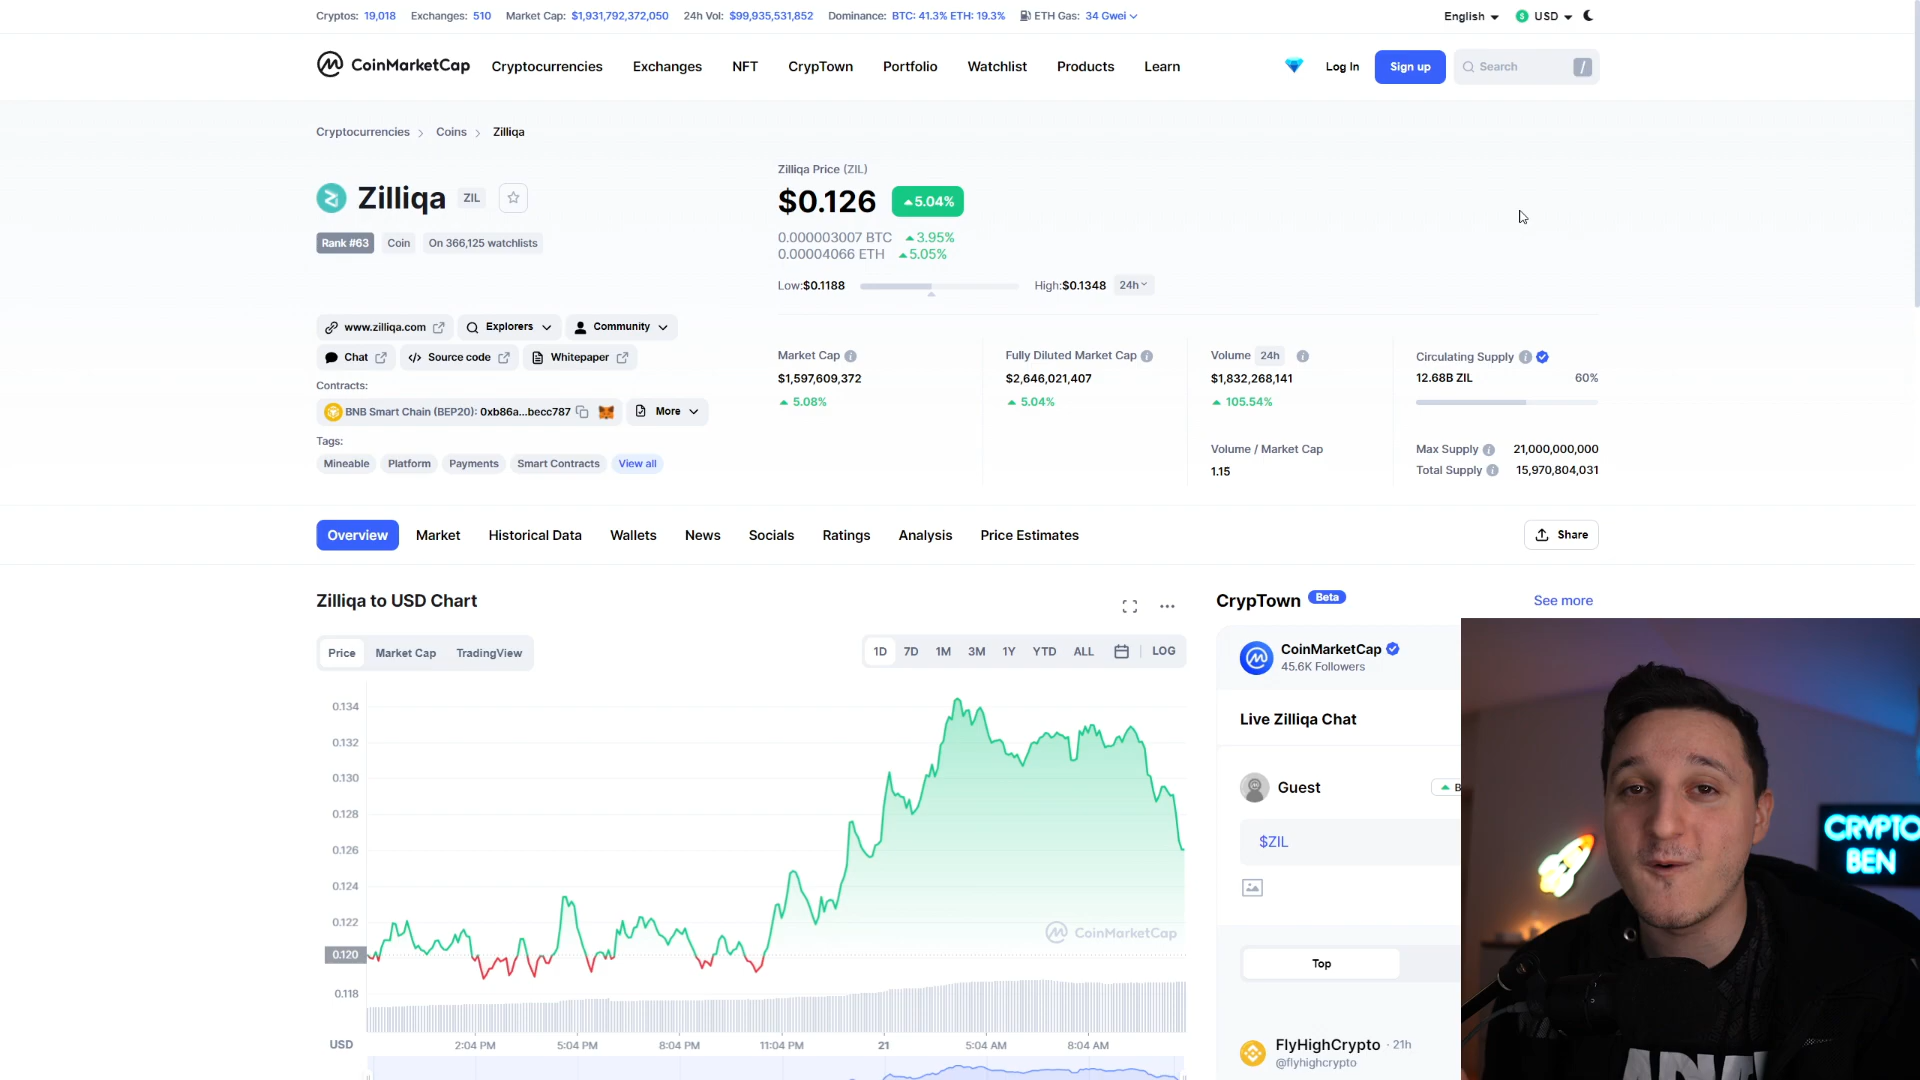 Cryptos: 19,018 Exchanges: 510 Market Cap: $1,931,792,372,050 24h Vol: $99,935,531,852 Dominance: BTC: 41.3% ETH: 19.3% ETH Gas: 34 Gwei
English USD
CoinMarketCap Cryptocurrencies Exchanges NFT CrypTown Portfolio Watchlist Products Learn Log In Sign up Search /
Cryptocurrencies Coins Zilliqa
Zilliqa Price (ZIL)
Zilliqa ZIL
$0.126 5.04%
Rank #63 Coin On 366,125 watchlists
0.000003007 BTC 3.95%
0.00004066 ETH 5.05%
Low:$0.1188 High:$0.1348 24h
www.zilliqa.com Explorers Community
Chat Source code Whitepaper
Contracts:
BNB Smart Chain (BEP20): 0xb86a...becc787 More
Tags:
Mineable Platform Payments Smart Contracts View all
Market Cap
$1,597,609,372
5.08%
Fully Diluted Market Cap
$2,646,021,407
5.04%
Volume 24h
$1,832,268,141
105.54%
Volume / Market Cap
1.15
Circulating Supply
12.68B ZIL 60%
Max Supply 21,000,000,000
Total Supply 15,970,804,031
Overview Market Historical Data Wallets News Socials Ratings Analysis Price Estimates Share
Zilliqa to USD Chart
Price Market Cap TradingView 1D 7D 1M 3M 1Y YTD ALL LOG
0.134
0.132
0.130
0.128
0.126
0.124
0.122
0.120
0.118
CoinMarketCap
USD 2:04 PM 5:04 PM 8:04 PM 11:04 PM 21 5:04 AM 8:04 AM
CrypTown Beta See more
CoinMarketCap
45.6K Followers
Live Zilliqa Chat
Guest B
$ZIL
Top
FlyHighCrypto · 21h
@flyhighcrypto
CRYPTO
BEN